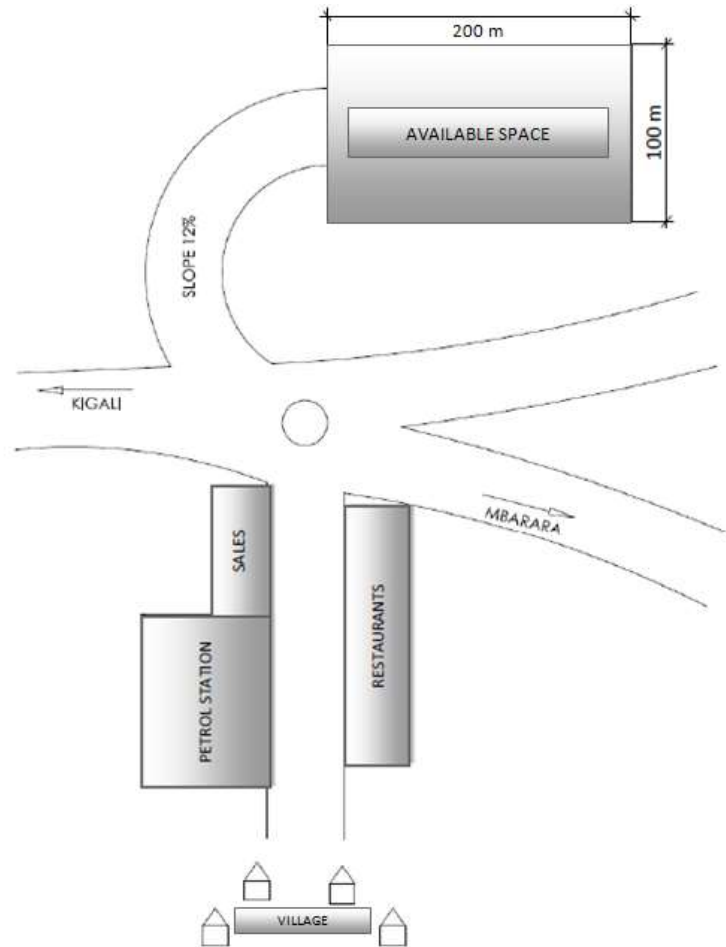 200 m
AVAILABLE SPACE
100 m
SLOPE 12%
KIGALI
MBARARA
SALES
PETROL STATION
RESTAURANTS
VILLAGE